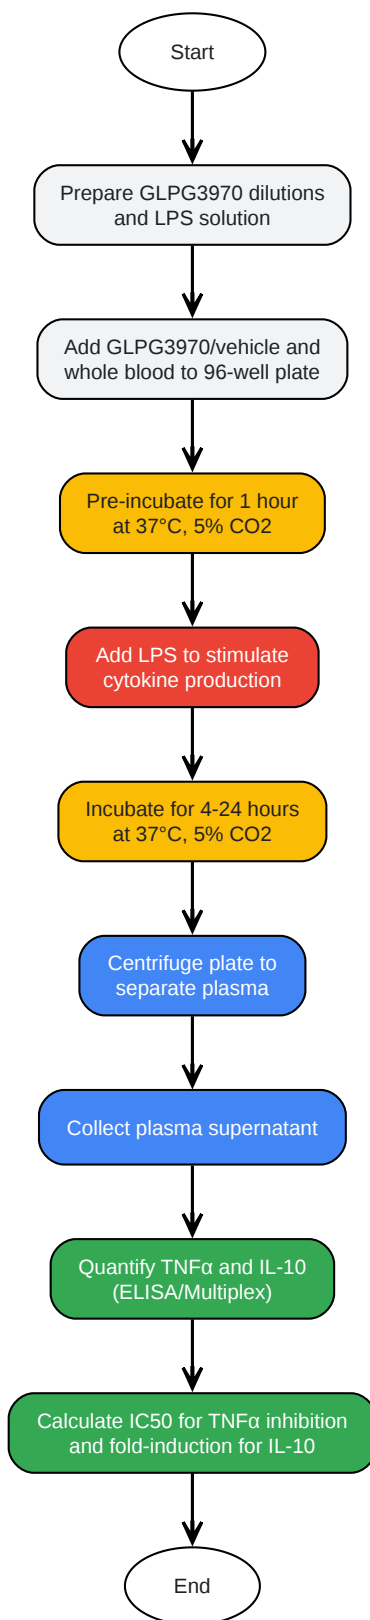 Start
Prepare GLPG3970 dilutions
and LPS solution
Add GLPG3970/vehicle and
whole blood to 96-well plate
Pre-incubate for 1 hour
at 37°C, 5% CO2
Add LPS to stimulate
cytokine production
Incubate for 4-24 hours
at 37°C, 5% CO2
Centrifuge plate to
separate plasma
Collect plasma supernatant
Quantify TNFα and IL-10
(ELISA/Multiplex)
Calculate IC50 for TNFα inhibition
and fold-induction for IL-10
End